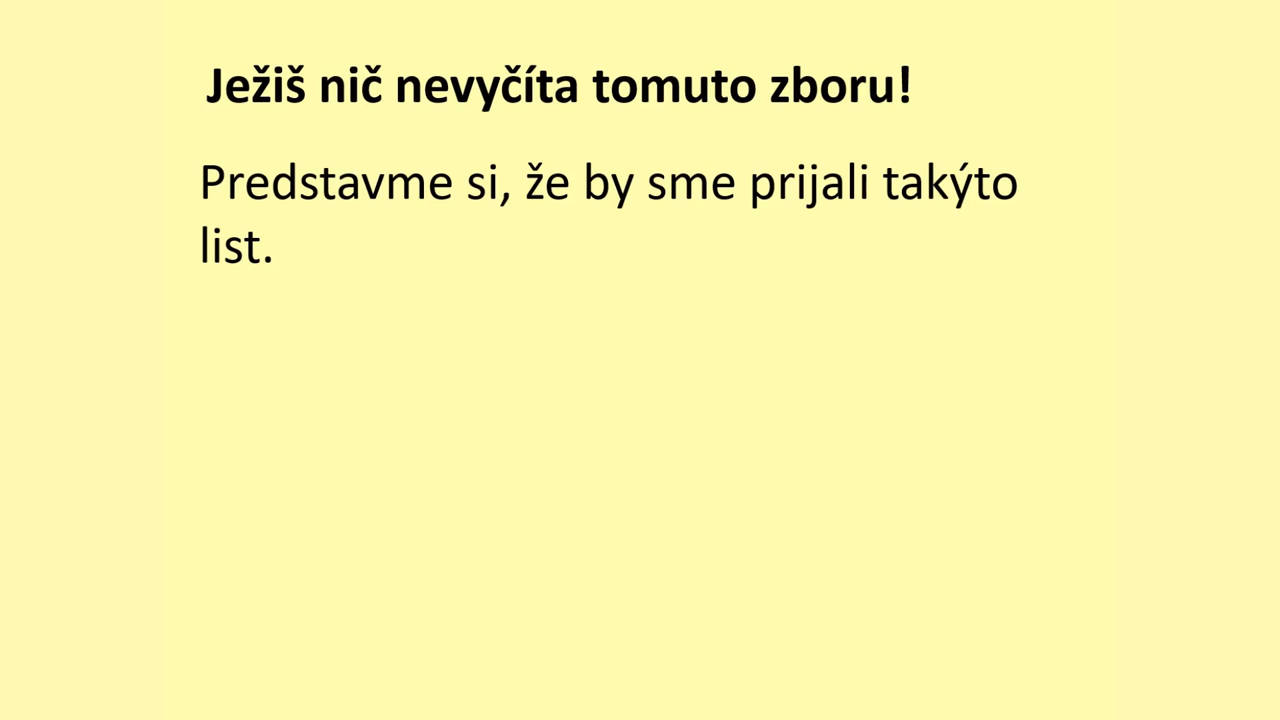 Ježiš nič nevyčíta tomuto zboru!
Predstavme si, že by sme prijali takýto
list.